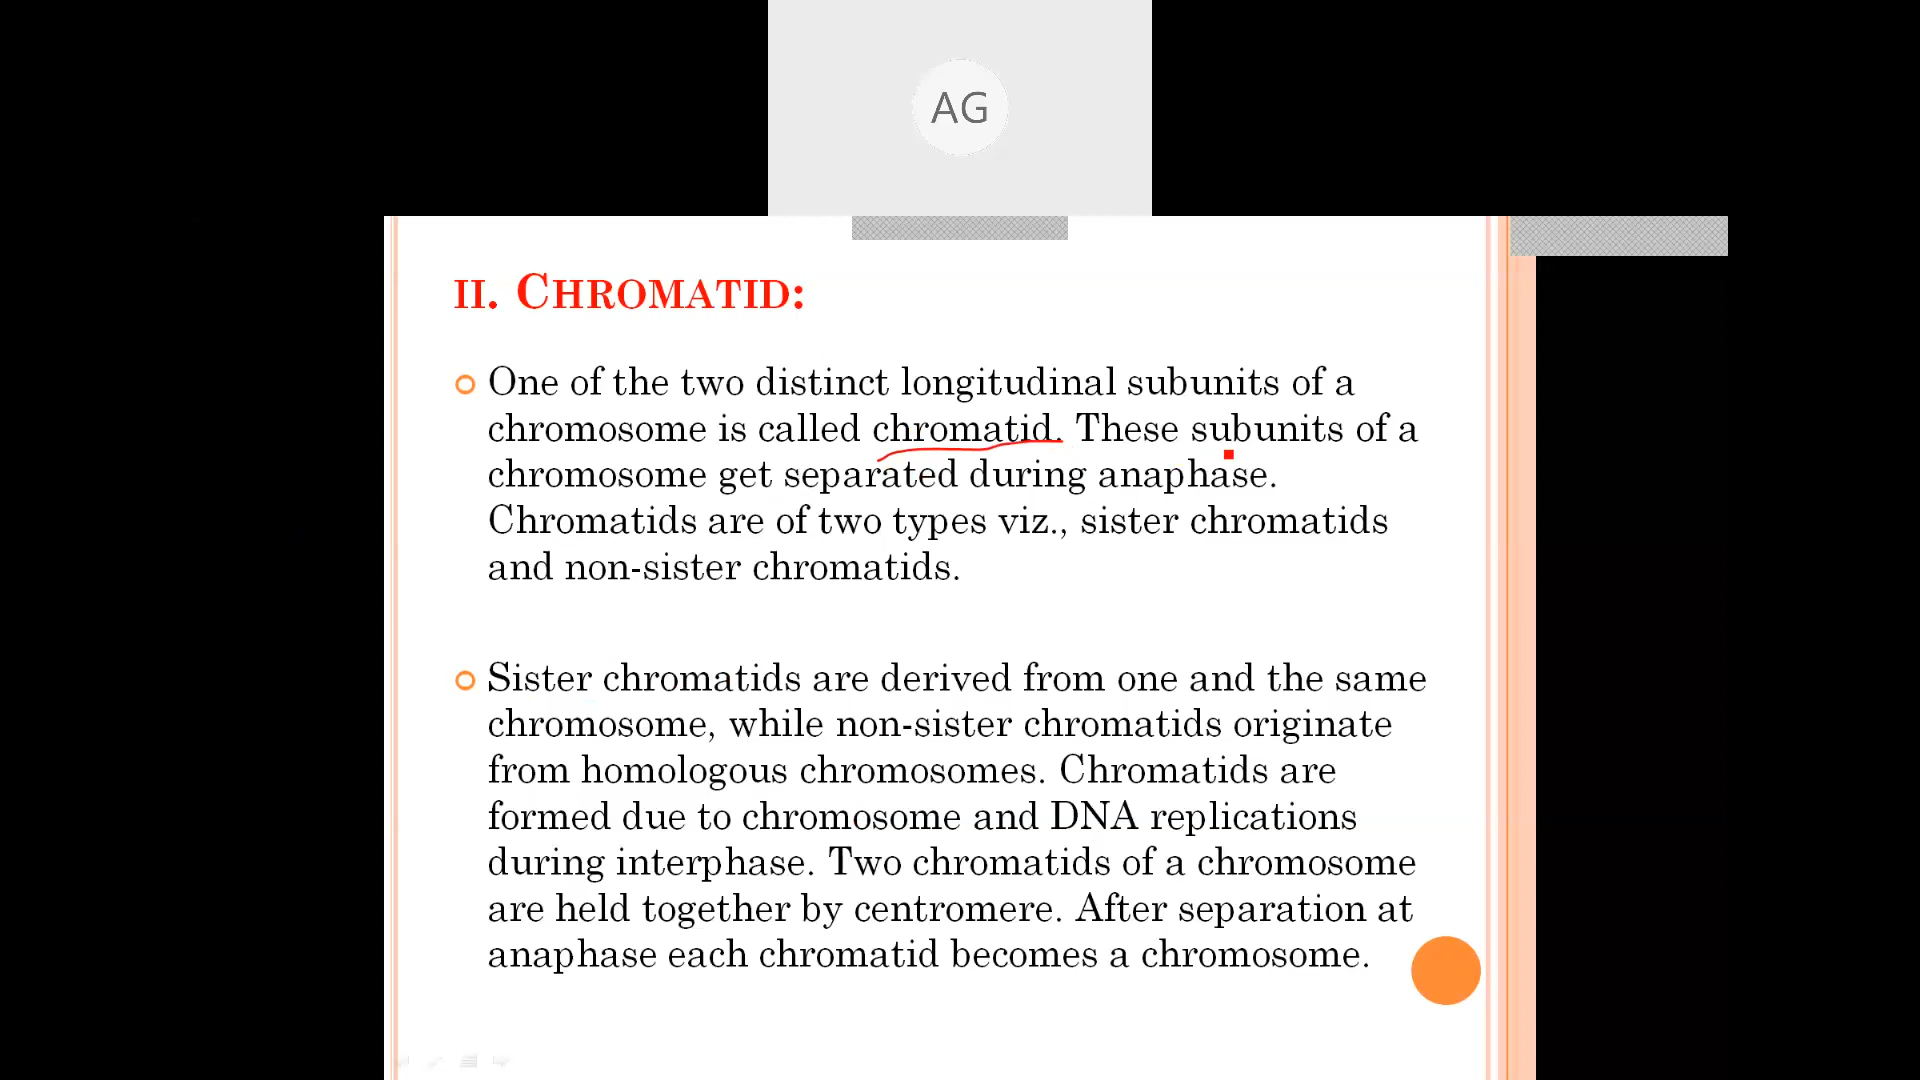 AG
II. CHROMATID:
One of the two distinct longitudinal subunits of a
chromosome is called chromatid. These subunits of a
chromosome get separated during anaphase.
Chromatids are of two types viz., sister chromatids
and non-sister chromatids.
Sister chromatids are derived from one and the same
chromosome, while non-sister chromatids originate
from homologous chromosomes. Chromatids are
formed due to chromosome and DNA replications
during interphase. Two chromatids of a chromosome
are held together by centromere. After separation at
anaphase each chromatid becomes a chromosome.